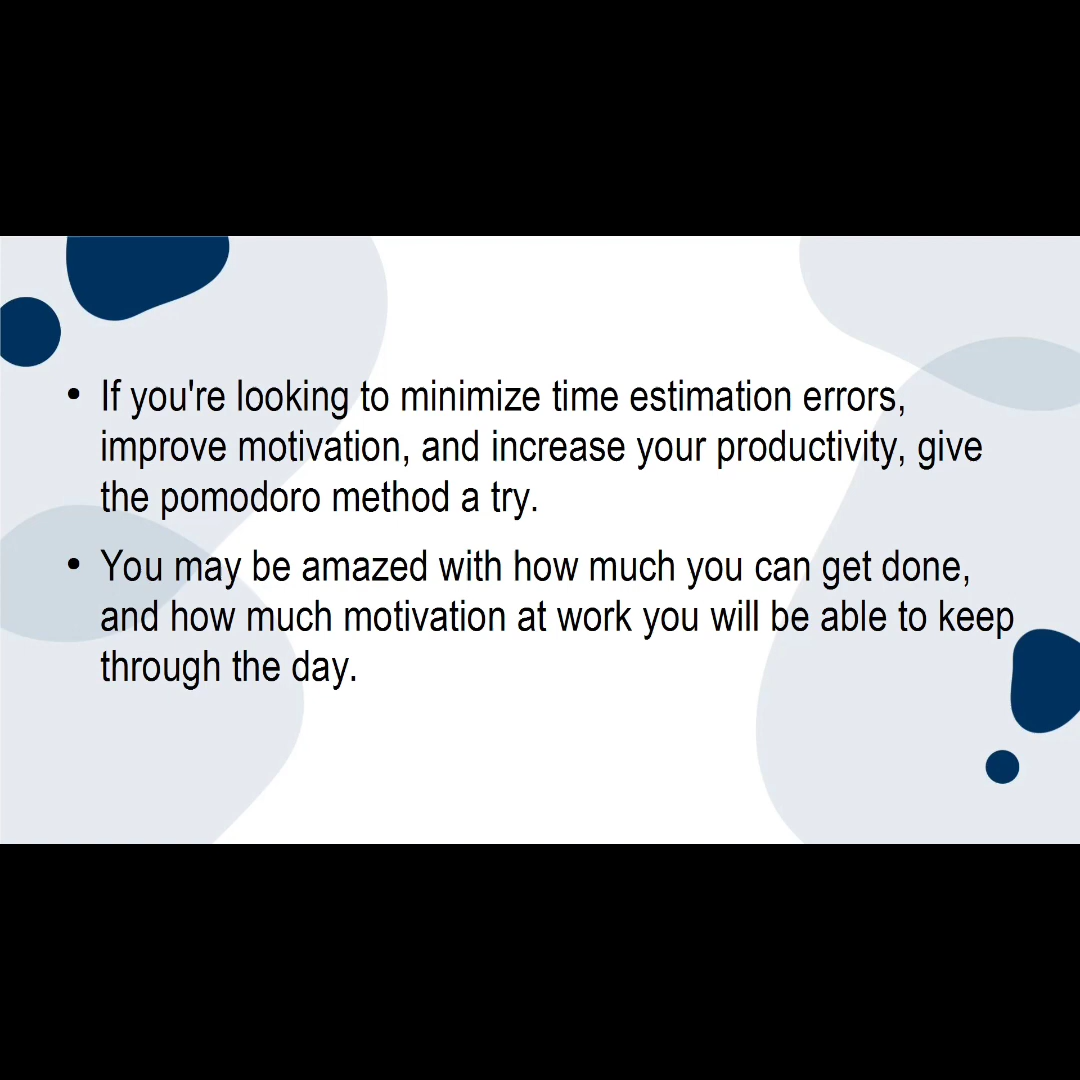 • If you're looking to minimize time estimation errors,
improve motivation, and increase your productivity, give
the pomodoro method a try.
• You may be amazed with how much you can get done,
and how much motivation at work you will be able to keep
through the day.